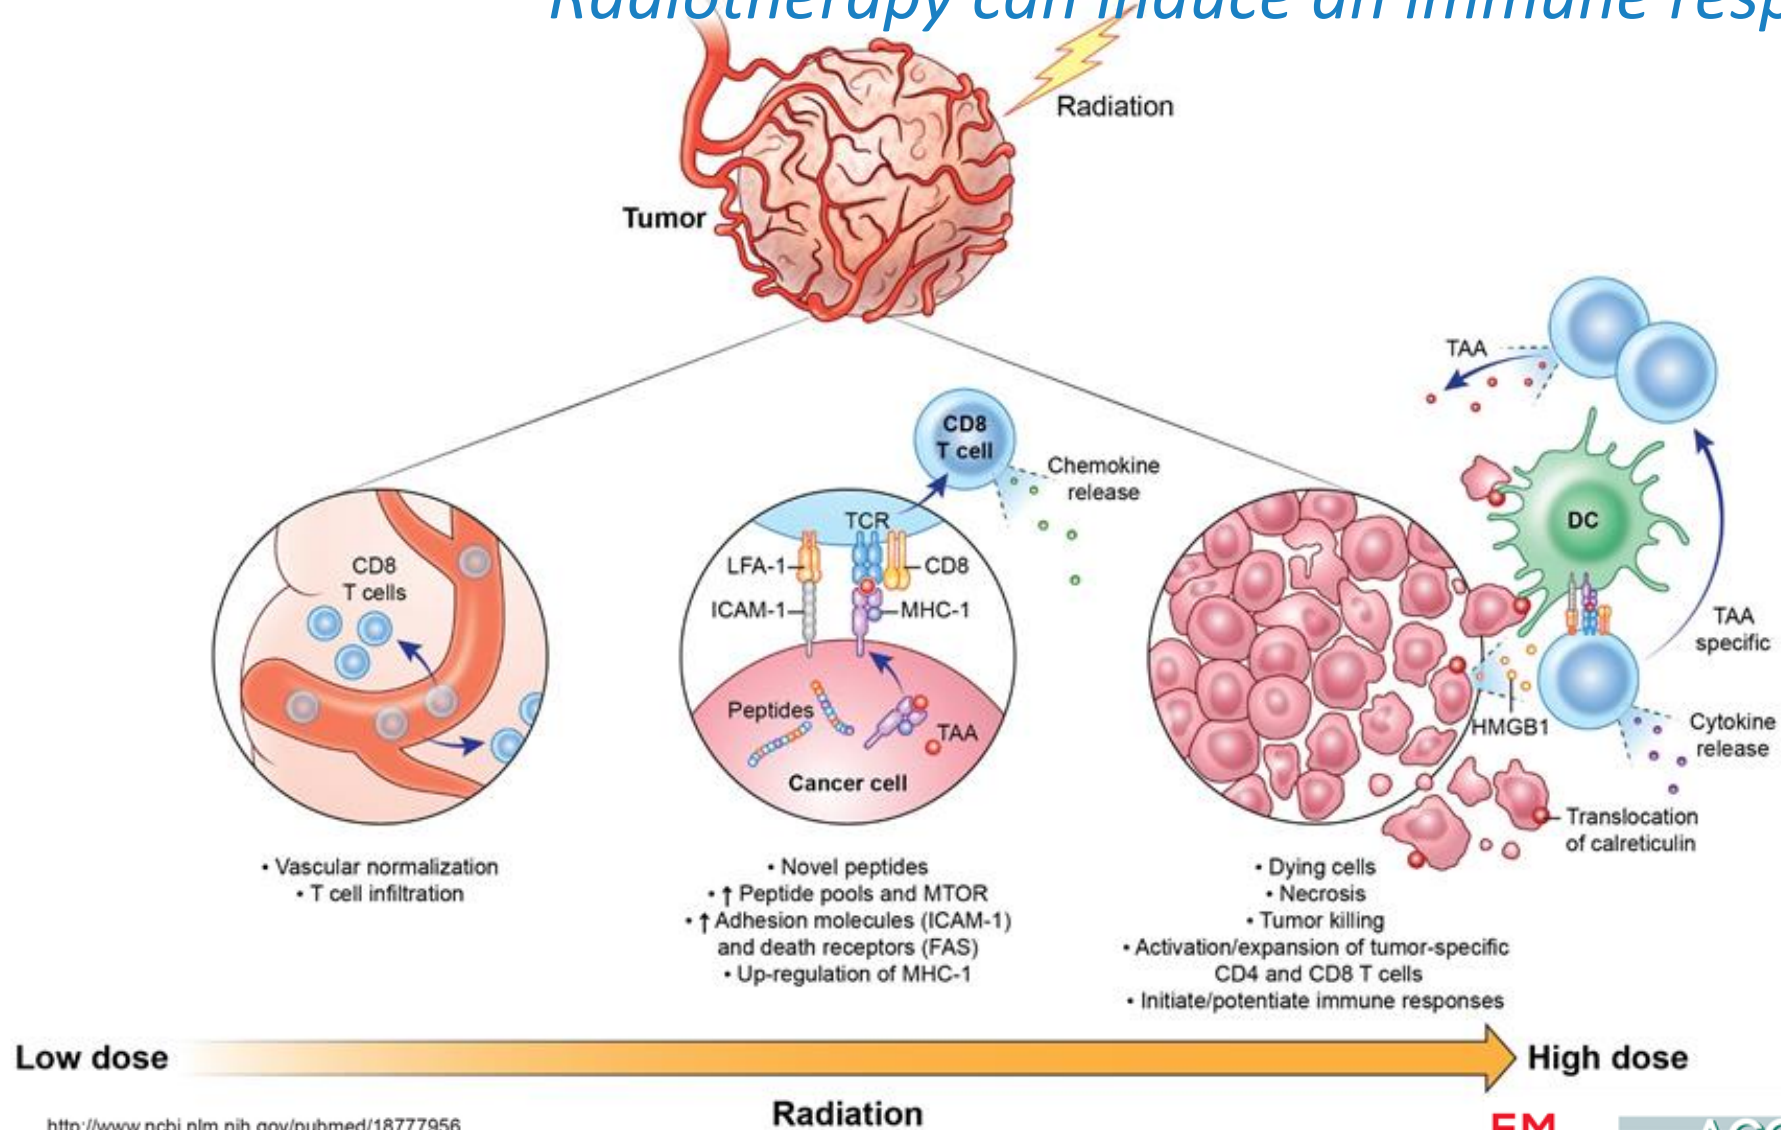 Radiotherapy can induce an immune resp
Radiation
Tumor
TAA
CD8
T cell
Chemokine
release
DC
TAA
specific
CD8
T cells
TCR
LFA-1
CD8
ICAM-1
MHC-1
Peptides
TAA
Cancer cell
HMGB1
Cytokine
release
Translocation
of calreticulin
• Vascular normalization
• T cell infiltration
• Novel peptides
• ↑ Peptide pools and MTOR
• ↑ Adhesion molecules (ICAM-1)
and death receptors (FAS)
• Up-regulation of MHC-1
• Dying cells
• Necrosis
• Tumor killing
• Activation/expansion of tumor-specific
CD4 and CD8 T cells
• Initiate/potentiate immune responses
Low dose
High dose
Radiation
http://www.ncbi.nlm.nih.gov/pubmed/18777956
EM